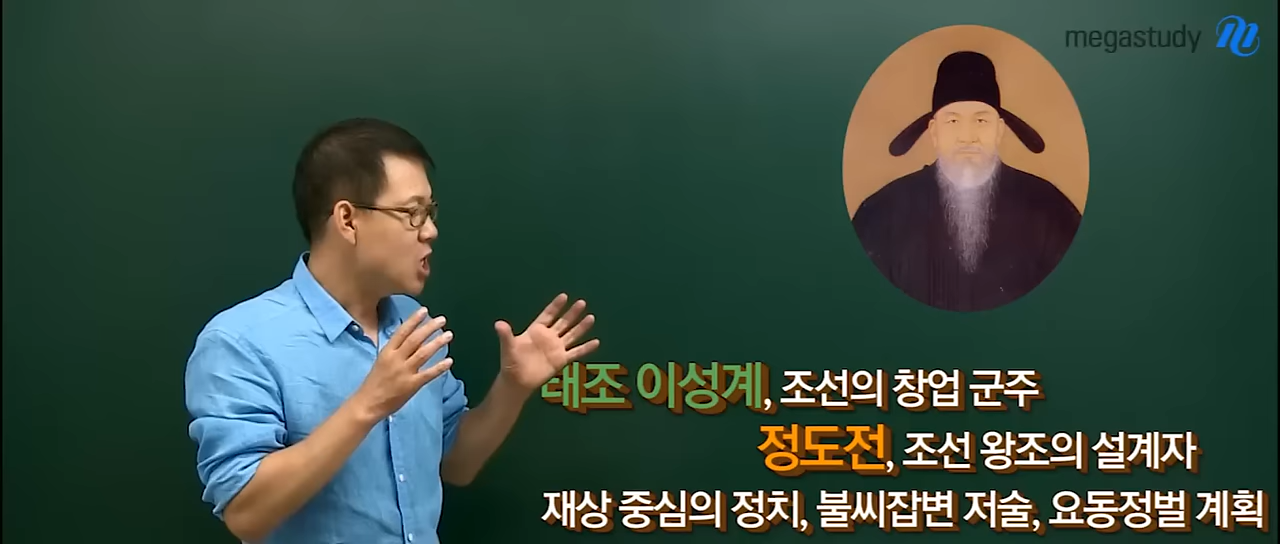 megastudy
태조 이성계, 조선의 창업 군주
정도전, 조선 왕조의 설계자
재상 중심의 정치, 불씨잡변 저술, 요동정벌 계획